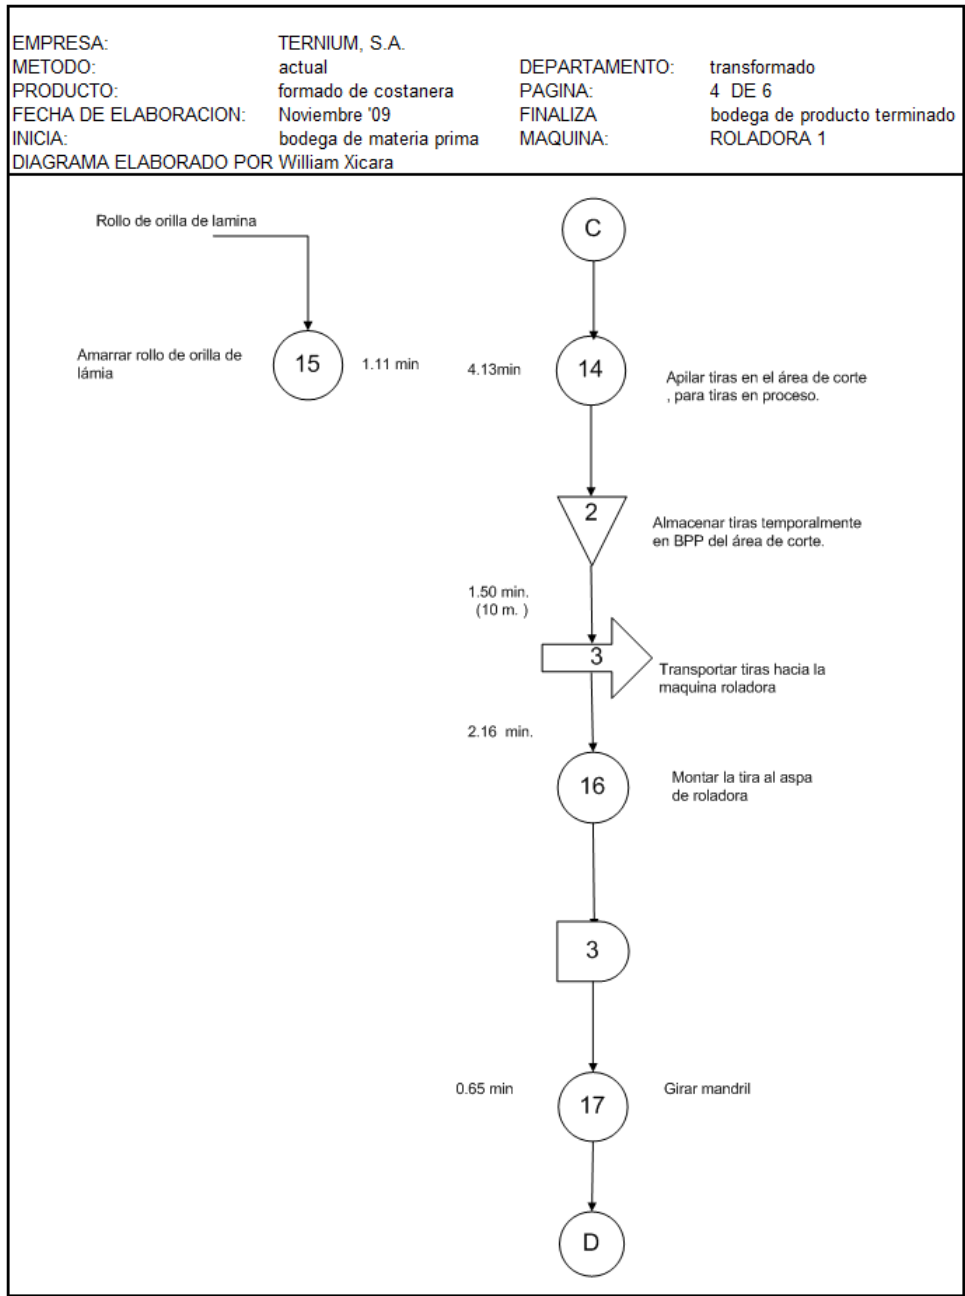 EMPRESA: TERNIUM, S.A.
METODO: actual DEPARTAMENTO: transformado
PRODUCTO: formado de costanera PAGINA: 4 DE 6
FECHA DE ELABORACION: Noviembre '09 FINALIZA bodega de producto terminado
INICIA: bodega de materia prima MAQUINA: ROLADORA 1
DIAGRAMA ELABORADO POR William Xicara
Rollo de orilla de lamina
C
Amarrar rollo de orilla de
lámia
15
1.11 min
4.13min
14
Apilar tiras en el área de corte
, para tiras en proceso.
2
Almacenar tiras temporalmente
en BPP del área de corte.
1.50 min.
(10 m. )
3
Transportar tiras hacia la
maquina roladora
2.16 min.
16
Montar la tira al aspa
de roladora
3
0.65 min
17
Girar mandril
D